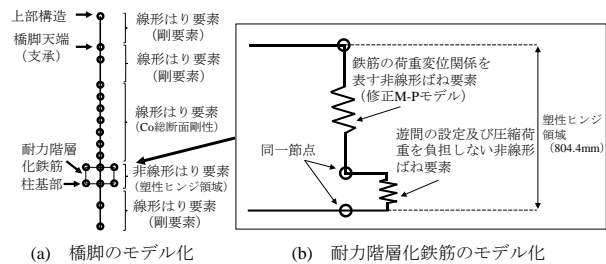 上部構造
橋脚天端
(支承)
耐力階層
化鉄筋
柱基部
線形はり要素
(剛要素)
線形はり要素
(剛要素)
線形はり要素
(Co総断面剛性)
非線形はり要素
(塑性ヒンジ領域)
線形はり要素
(剛要素)
(a) 橋脚のモデル化
鉄筋の荷重変位関係を
表す非線形ばね要素
(修正M-Pモデル)
同一節点
遊間の設定及び圧縮荷
重を負担しない非線形
ばね要素
塑性ヒンジ
領域
(804.4mm)
(b) 耐力階層化鉄筋のモデル化